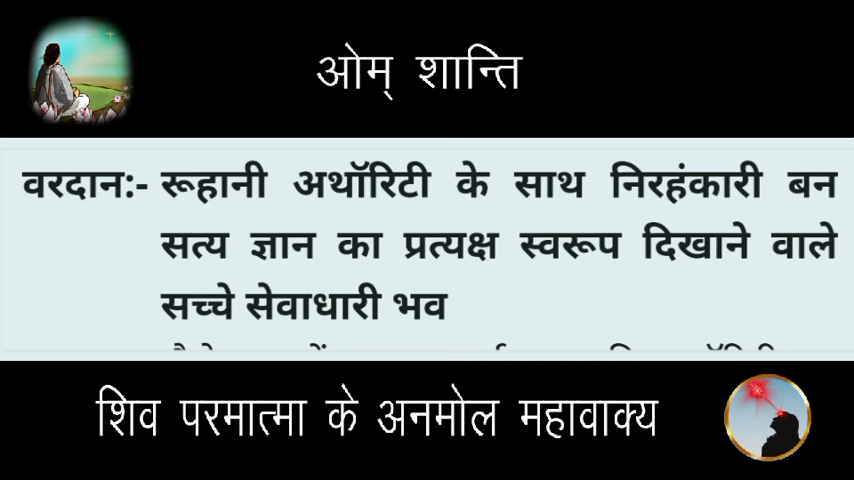 ओम् शान्ति
वरदान:- रूहानी अथॉरिटी के साथ निरहंकारी बन
सत्य ज्ञान का प्रत्यक्ष स्वरूप दिखाने वाले
सच्चे सेवाधारी भव
शिव परमात्मा के अनमोल महावाक्य